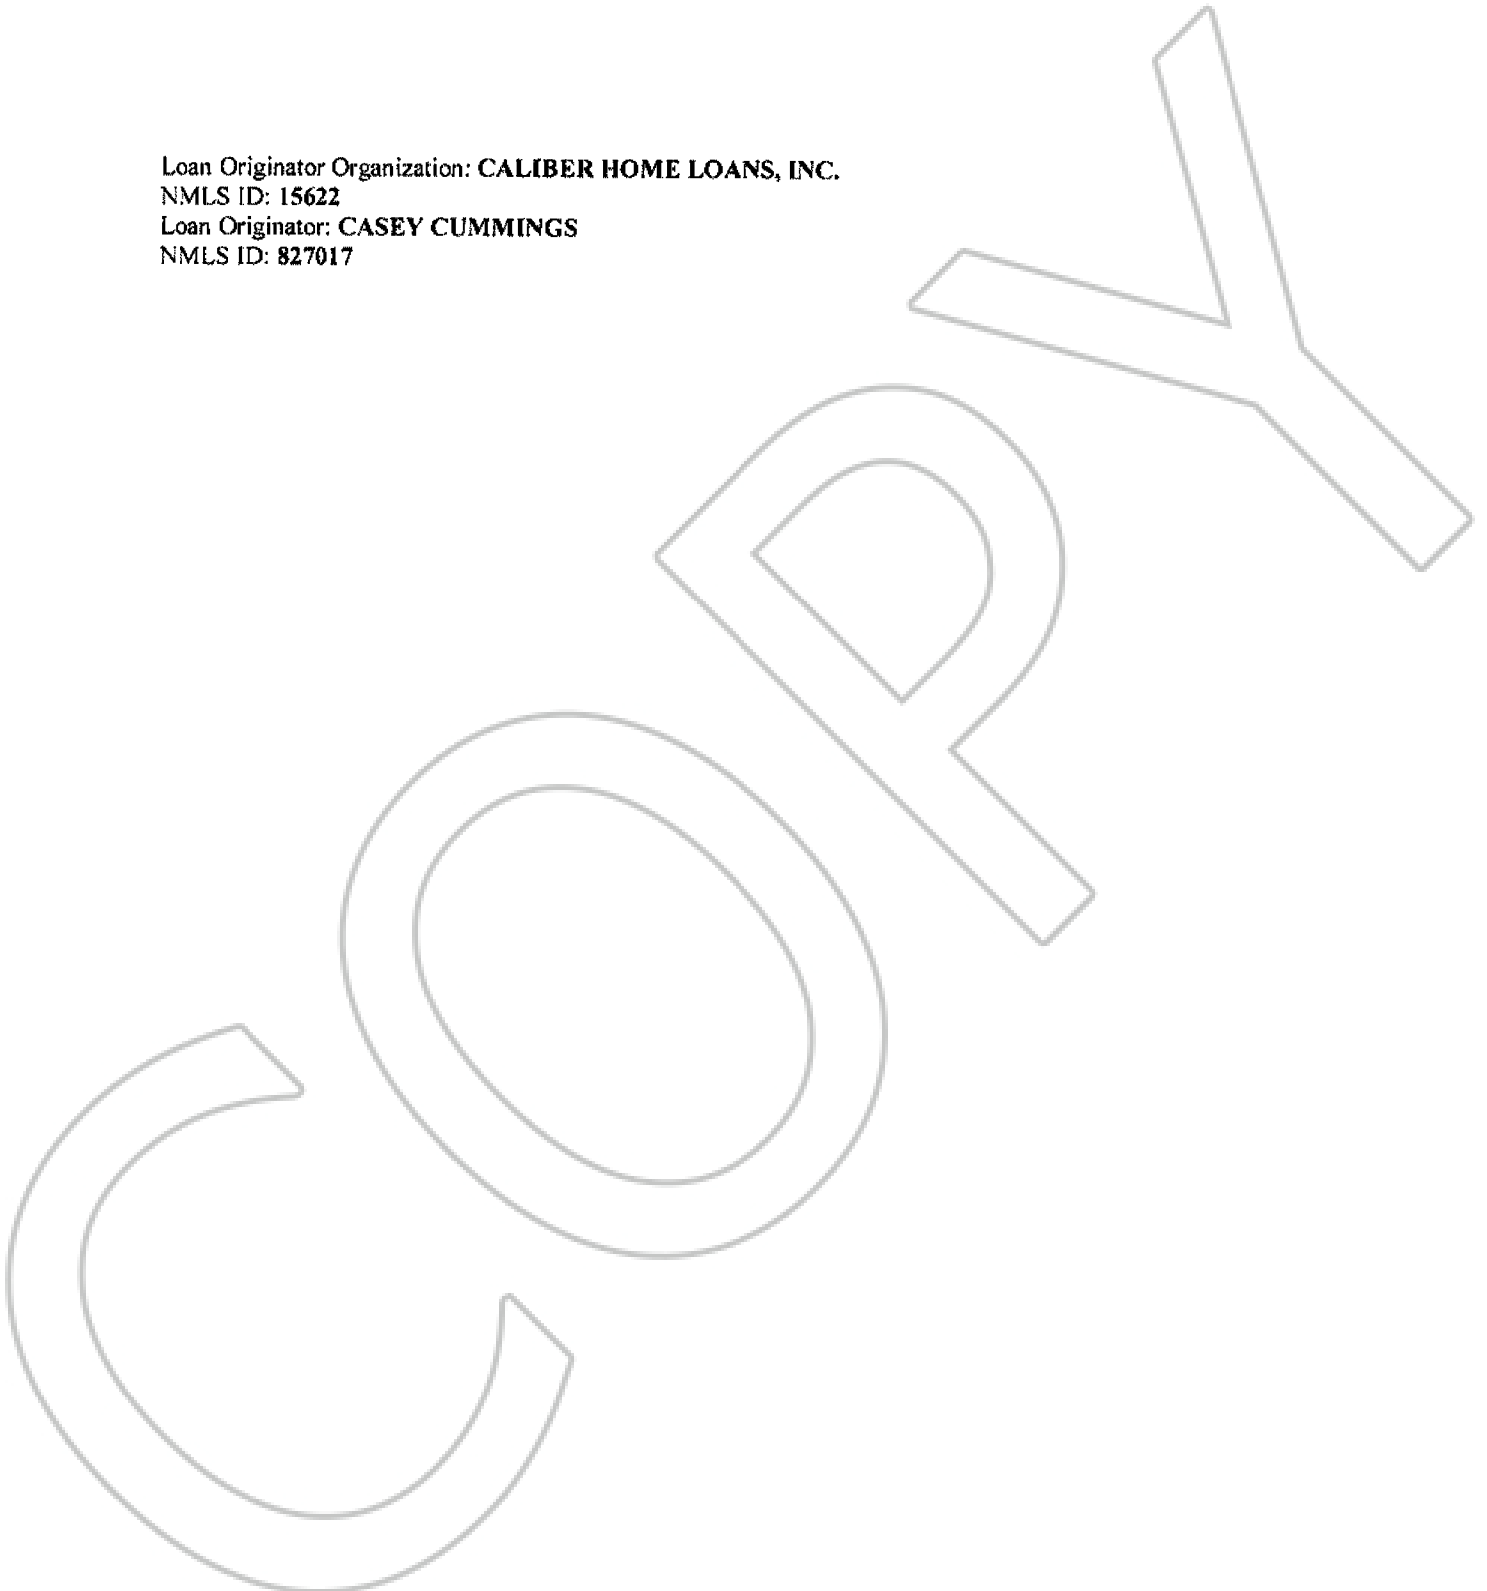 Loan Originator Organization: CALIBER HOME LOANS, INC.
NMLS ID: 15622
Loan Originator: CASEY CUMMINGS
NMLS ID: 827017
COPY